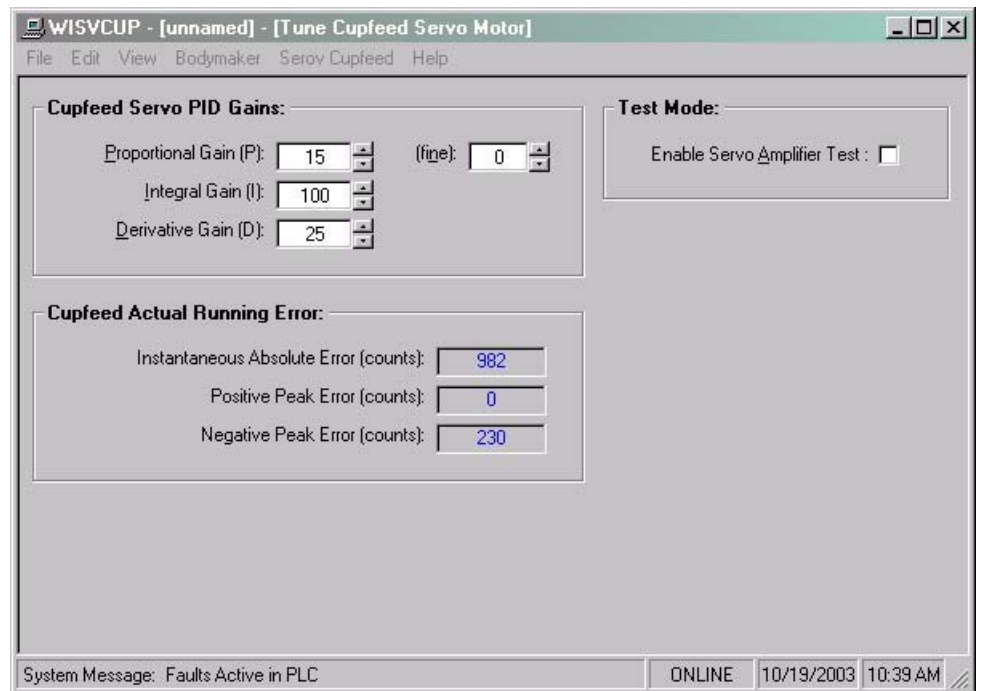 WISVCUP - [unnamed] - [Tune Cupfeed Servo Motor]
File Edit View Bodymaker Serov Cupfeed Help
Cupfeed Servo PID Gains:
Proportional Gain (P): 15 (fine): 0
Integral Gain (I): 100
Derivative Gain (D): 25
Test Mode:
Enable Servo Amplifier Test :
Cupfeed Actual Running Error:
Instantaneous Absolute Error (counts): 982
Positive Peak Error (counts): 0
Negative Peak Error (counts): 230
System Message: Faults Active in PLC ONLINE 10/19/2003 10:39 AM